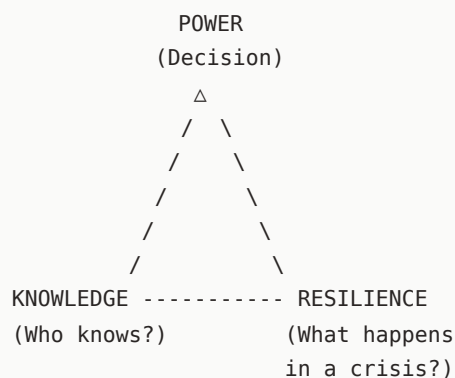 POWER
(Decision)
△
/ \
/ \
/ \
/ \
/ \
KNOWLEDGE ----------- RESILIENCE
(Who knows?) (What happens
in a crisis?)